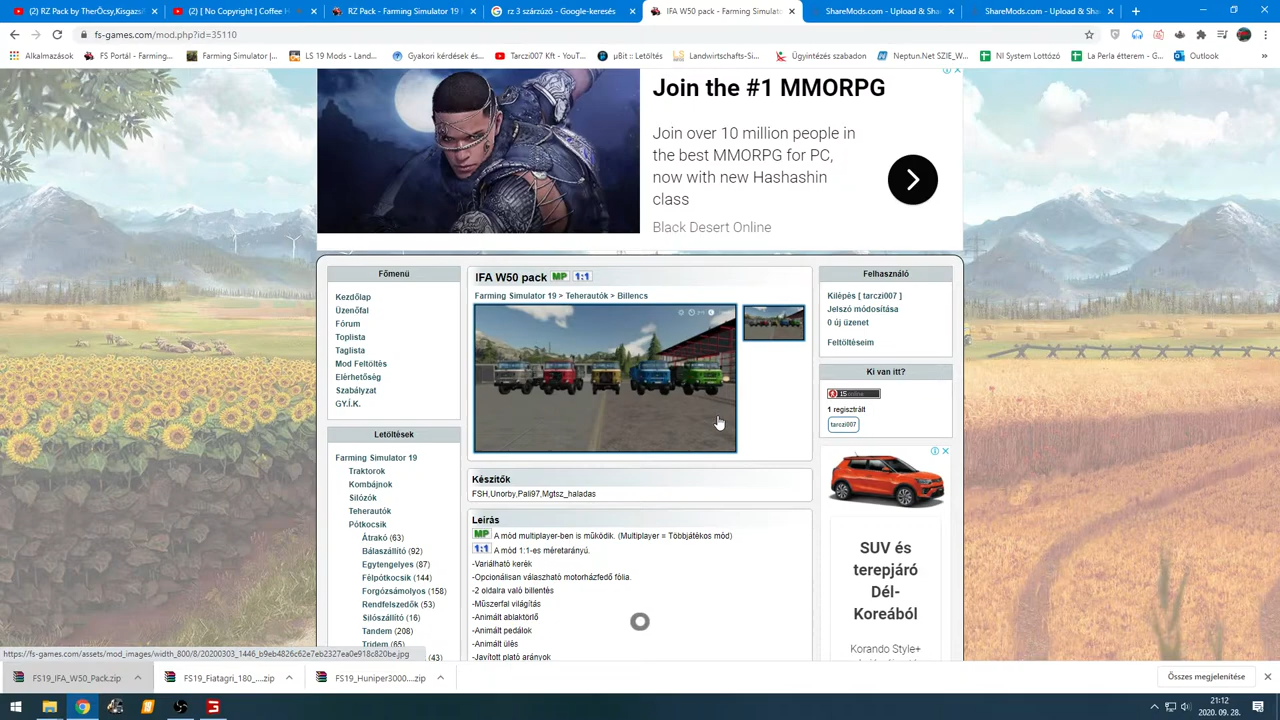 (2) RZ Pack by TherÖzy,Kisgazsi
(2) [ No Copyright ] Coffee H
RZ Pack - Farming Simulator 19 M
rz 3 szárzúzó - Google-keresés
IFA W50 pack - Farming Simulato
ShareMods.com - Upload & Sha
ShareMods.com - Upload & Sha
fs-games.com/mod.php?id=35110
Alkalmazások
FS Portál - Farming...
Farming Simulator |...
LS 19 Mods - Land...
Gyakori kérdések és...
Tarczi007 Kft - YouT...
µBit :: Letöltés
Landwirtschafts-Si...
Ügyintézés szabadon
Neptun.Net SZIE_W...
NI System Lottózó
La Perla étterem - G...
Outlook
Join the #1 MMORPG
Join over 10 million people in
the best MMORPG for PC,
now with new Hashashin
class
Black Desert Online
Főmenü
Kezdőlap
Üzenőfal
Fórum
Toplista
Taglista
Mod Feltöltés
Elérhetőség
Szabályzat
GY.I.K.
Letöltések
Farming Simulator 19
Traktorok
Kombájnok
Silózók
Teherautók
Pótkocsik
Átrakó (63)
Bálaszállító (92)
Egytengelyes (87)
Félpótkocsik (144)
Forgózsámolyos (158)
Rendfelszedők (53)
Silószállító (16)
Tandem (208)
Tridem (65)
(43)
IFA W50 pack MP 1:1
Farming Simulator 19 > Teherautók > Billencs
Készítők
FSH,Unorby,Pali97,Mgtsz_haladas
Leírás
MP A mód multiplayer-ben is működik. (Multiplayer = Többjátékos mód)
1:1 A mód 1:1-es méretarányú.
-Variálható kerék
-Opcionálisan választható motorházfedő fólia.
-2 oldalra való billentés
-Műszerfal világítás
-Animált ablaktörlő
-Animált pedálok
-Animált ülés
-Javított plató arányok
Felhasználó
Kilépés [ tarczi007 ]
Jelszó módosítása
0 új üzenet
Feltöltéseim
Ki van itt?
15 online
1 regisztrált
tarczi007
SUV és
terepjáró
Dél-
Koreából
Korando Style+
https://fs-games.com/assets/mod_images/width_800/8/20200303_1446_b9eb4826c62e7eb2327ea0e918c820be.jpg
FS19_IFA_W50_Pack.zip
FS19_Fiatagri_180_....zip
FS19_Huniper3000....zip
Összes megjelenítése
21:12
2020. 09. 28.